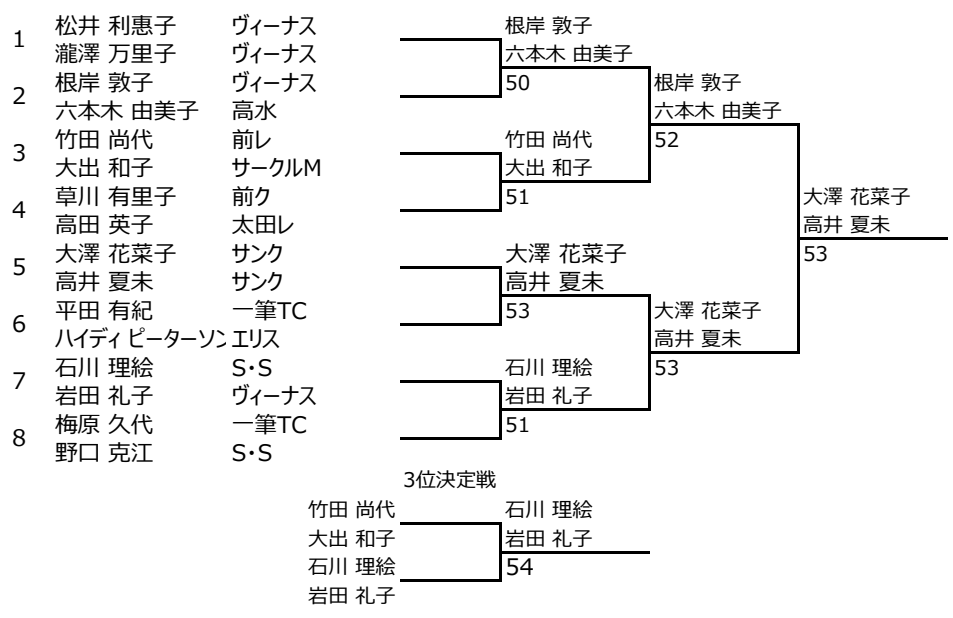 1
松井 利惠子 ヴィーナス
瀧澤 万里子 ヴィーナス
2
根岸 敦子 ヴィーナス
六本木 由美子 高水
3
竹田 尚代 前レ
大出 和子 サークルM
4
草川 有里子 前ク
高田 英子 太田レ
5
大澤 花菜子 サンク
高井 夏未 サンク
6
平田 有紀 一筆TC
ハイディ ピーターソン エリス
7
石川 理絵 S・S
岩田 礼子 ヴィーナス
8
梅原 久代 一筆TC
野口 克江 S・S
根岸 敦子
六本木 由美子
50
竹田 尚代
大出 和子
51
大澤 花菜子
高井 夏未
53
石川 理絵
岩田 礼子
51
根岸 敦子
六本木 由美子
52
大澤 花菜子
高井 夏未
53
大澤 花菜子
高井 夏未
53
3位決定戦
竹田 尚代
大出 和子
石川 理絵
岩田 礼子
石川 理絵
岩田 礼子
54